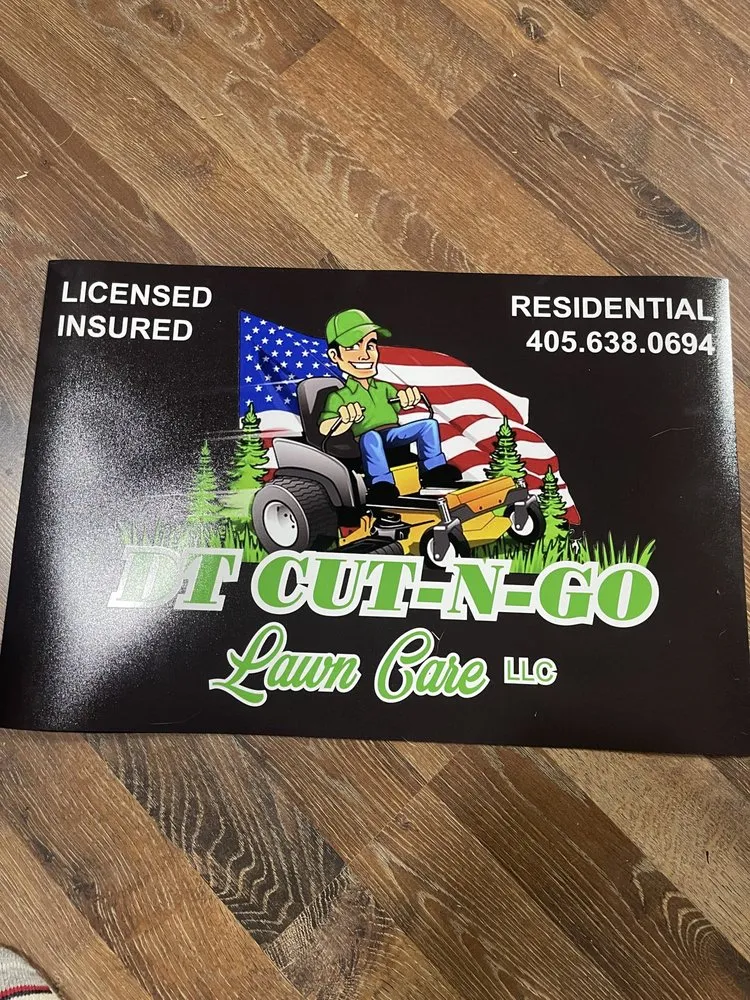 LICENSED
INSURED
RESIDENTIAL
405.638.0694
DT CUT-N-GO
Lawn Care LLC